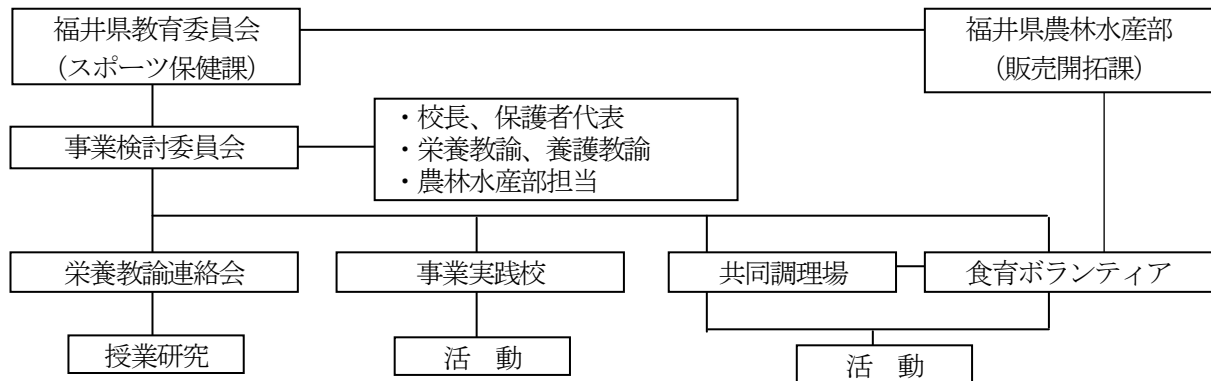 福井県教育委員会
(スポーツ保健課)
福井県農林水産部
(販売開拓課)
事業検討委員会
・校長、保護者代表
・栄養教諭、養護教諭
・農林水産部担当
栄養教諭連絡会
事業実践校
共同調理場
食育ボランティア
授業研究
活　動
活　動